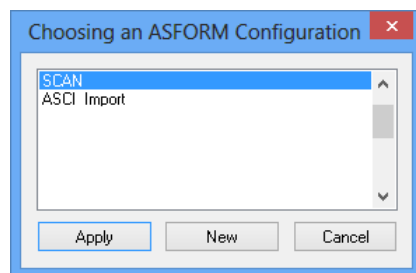 Choosing an ASFORM Configuration
SCAN
ASCI Import
Apply New Cancel